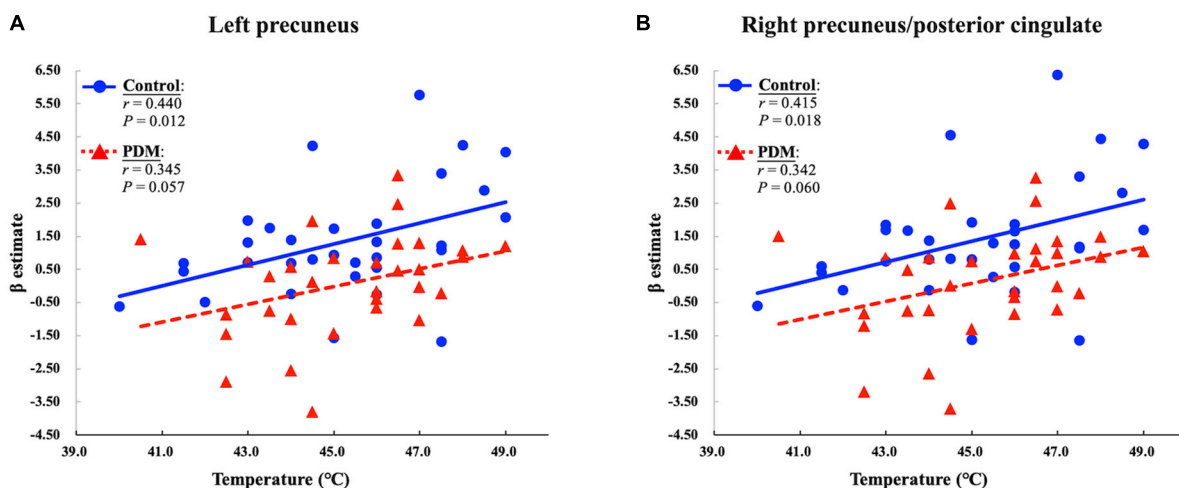 A
Left precuneus
6.50
5.50
4.50
3.50
2.50
1.50
0.50
-0.50
-1.50
-2.50
-3.50
-4.50
β estimate
Control:
r = 0.440
P = 0.012
PDM:
r = 0.345
P = 0.057
39.0 41.0 43.0 45.0 47.0 49.0
Temperature (°C)
B
Right precuneus/posterior cingulate
6.50
5.50
4.50
3.50
2.50
1.50
0.50
-0.50
-1.50
-2.50
-3.50
-4.50
β estimate
Control:
r = 0.415
P = 0.018
PDM:
r = 0.342
P = 0.060
39.0 41.0 43.0 45.0 47.0 49.0
Temperature (°C)